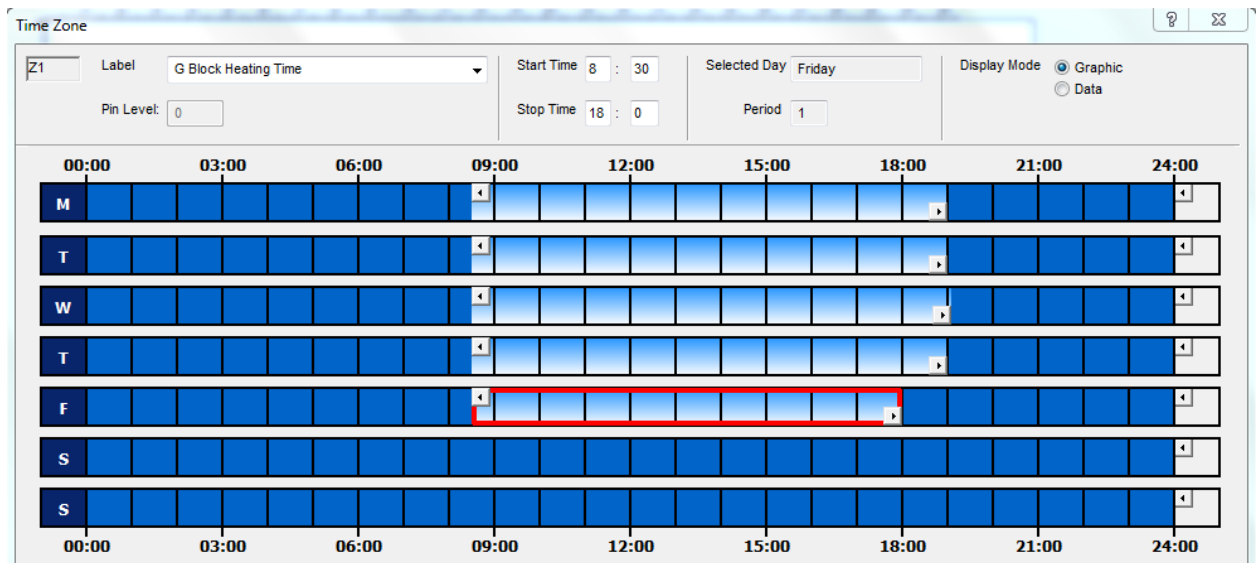 Time Zone
Z1 Label G Block Heating Time Start Time 8 : 30 Selected Day Friday Display Mode Graphic
Data
Pin Level: 0 Stop Time 18 : 0 Period 1
00:00 03:00 06:00 09:00 12:00 15:00 18:00 21:00 24:00
M
T
W
T
F
S
S
00:00 03:00 06:00 09:00 12:00 15:00 18:00 21:00 24:00